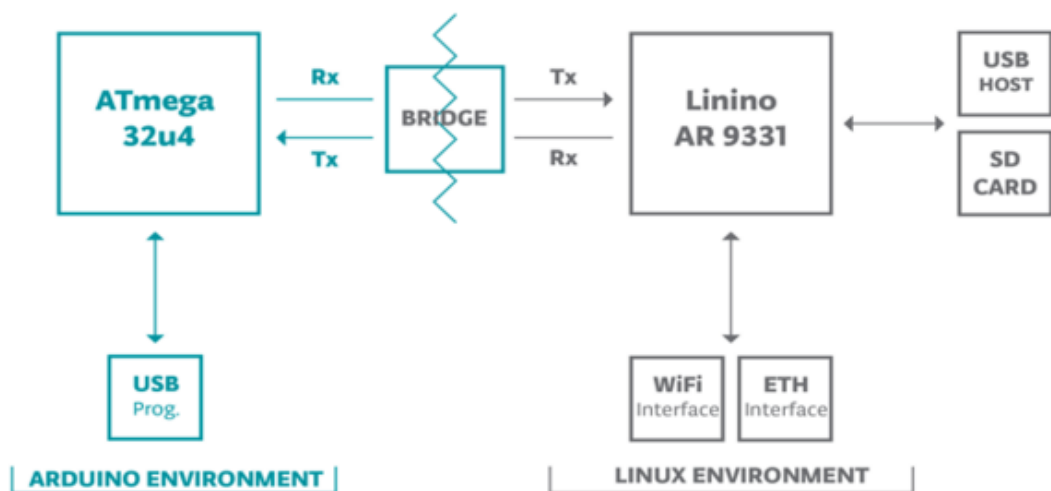 ATmega
32u4
Rx
Tx
BRIDGE
Tx
Rx
Linino
AR 9331
USB
HOST
SD
CARD
USB
Prog.
WiFi
Interface
ETH
Interface
ARDUINO ENVIRONMENT
LINUX ENVIRONMENT